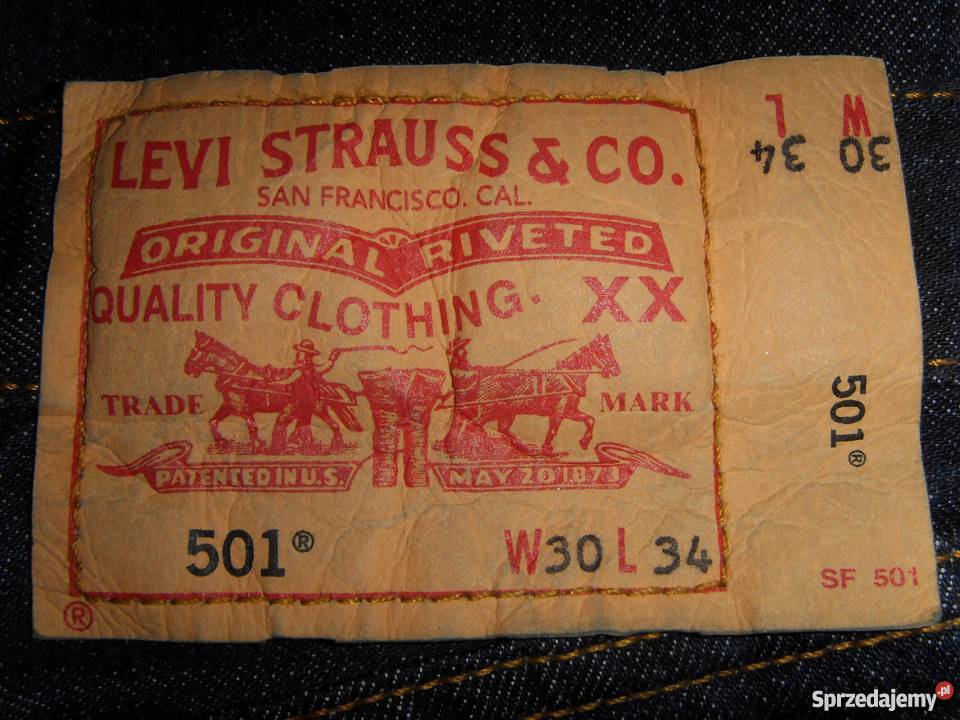 LEVI STRAUSS & CO.
SAN FRANCISCO. CAL.
ORIGINAL RIVETED
QUALITY CLOTHING. XX
TRADE MARK
PATENTED IN U.S. MAY 20 1873
501®
W30 L 34
®
W 30
L 34
501®
SF 501
Sprzedajemy.pl